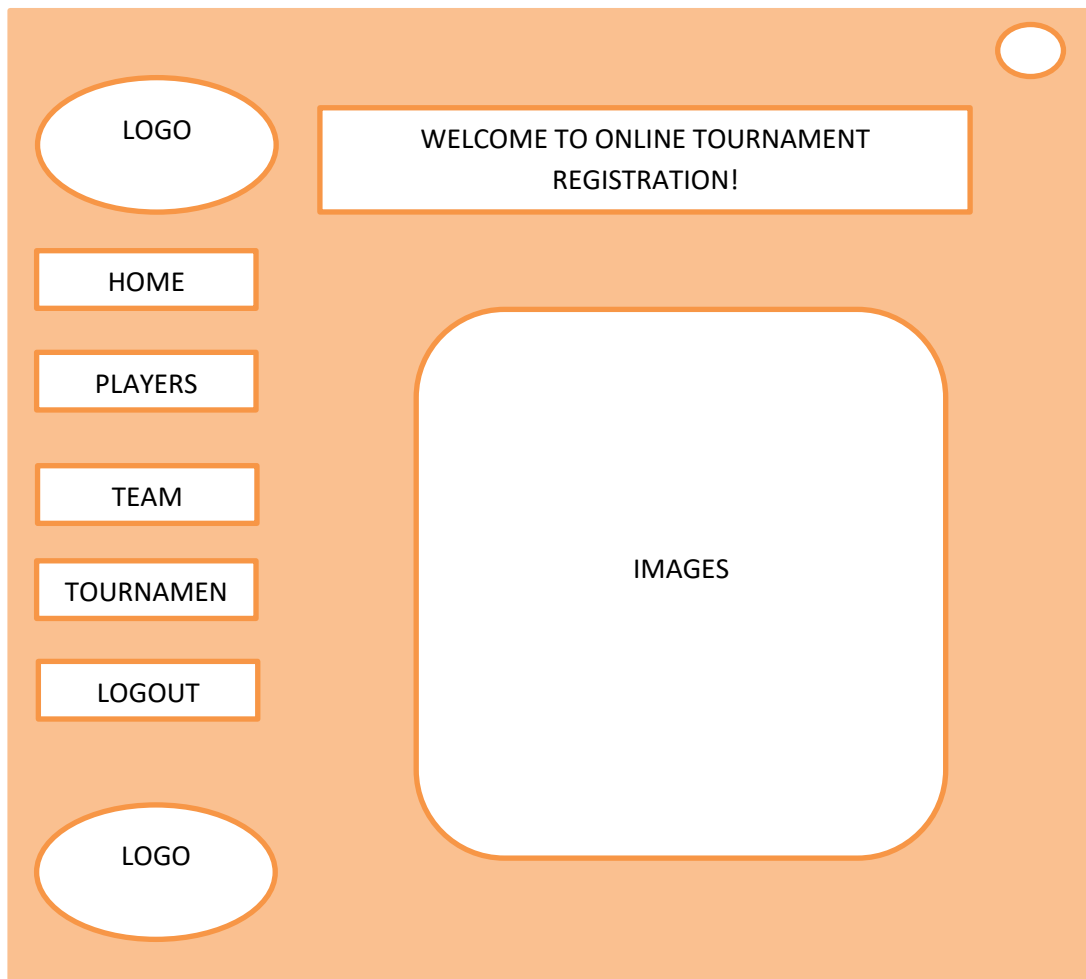 LOGO
WELCOME TO ONLINE TOURNAMENT
REGISTRATION!
HOME
PLAYERS
TEAM
TOURNAMEN
LOGOUT
IMAGES
LOGO